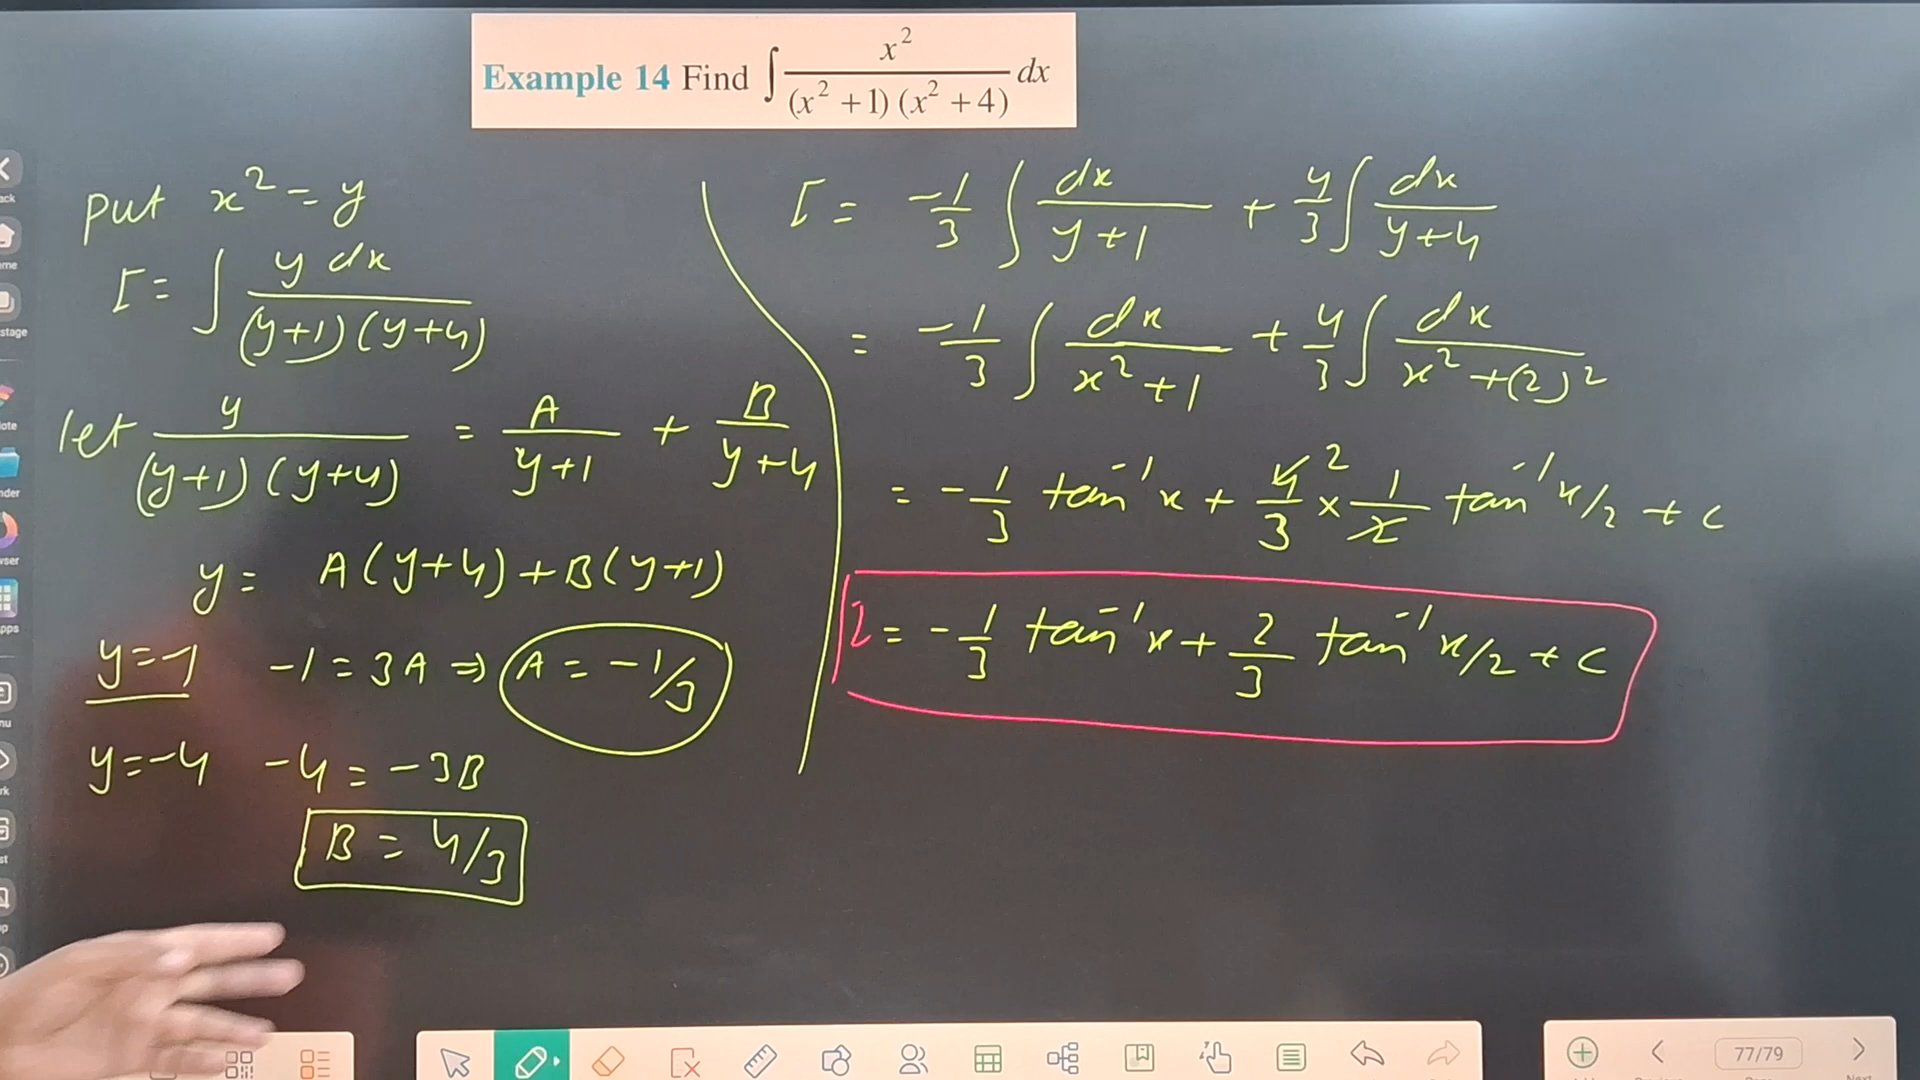 Example 14 Find ∫ x² / (x² + 1) (x² + 4) dx
put x² = y
I = ∫ y dx / (y+1) (y+4)
let y / (y+1) (y+4) = A / y+1 + B / y+4
y = A(y+4) + B(y+1)
y=-1 -1 = 3A ⇒ A = -1/3
y=-4 -4 = -3B
B = 4/3
I = -1/3 ∫ dx / y+1 + 4/3 ∫ dx / y+4
= -1/3 ∫ dx / x²+1 + 4/3 ∫ dx / x²+(2)²
= -1/3 tan⁻¹x + 4/3 2 × 1/2 tan⁻¹ x/2 + c
I = -1/3 tan⁻¹x + 2/3 tan⁻¹ x/2 + c
77/79